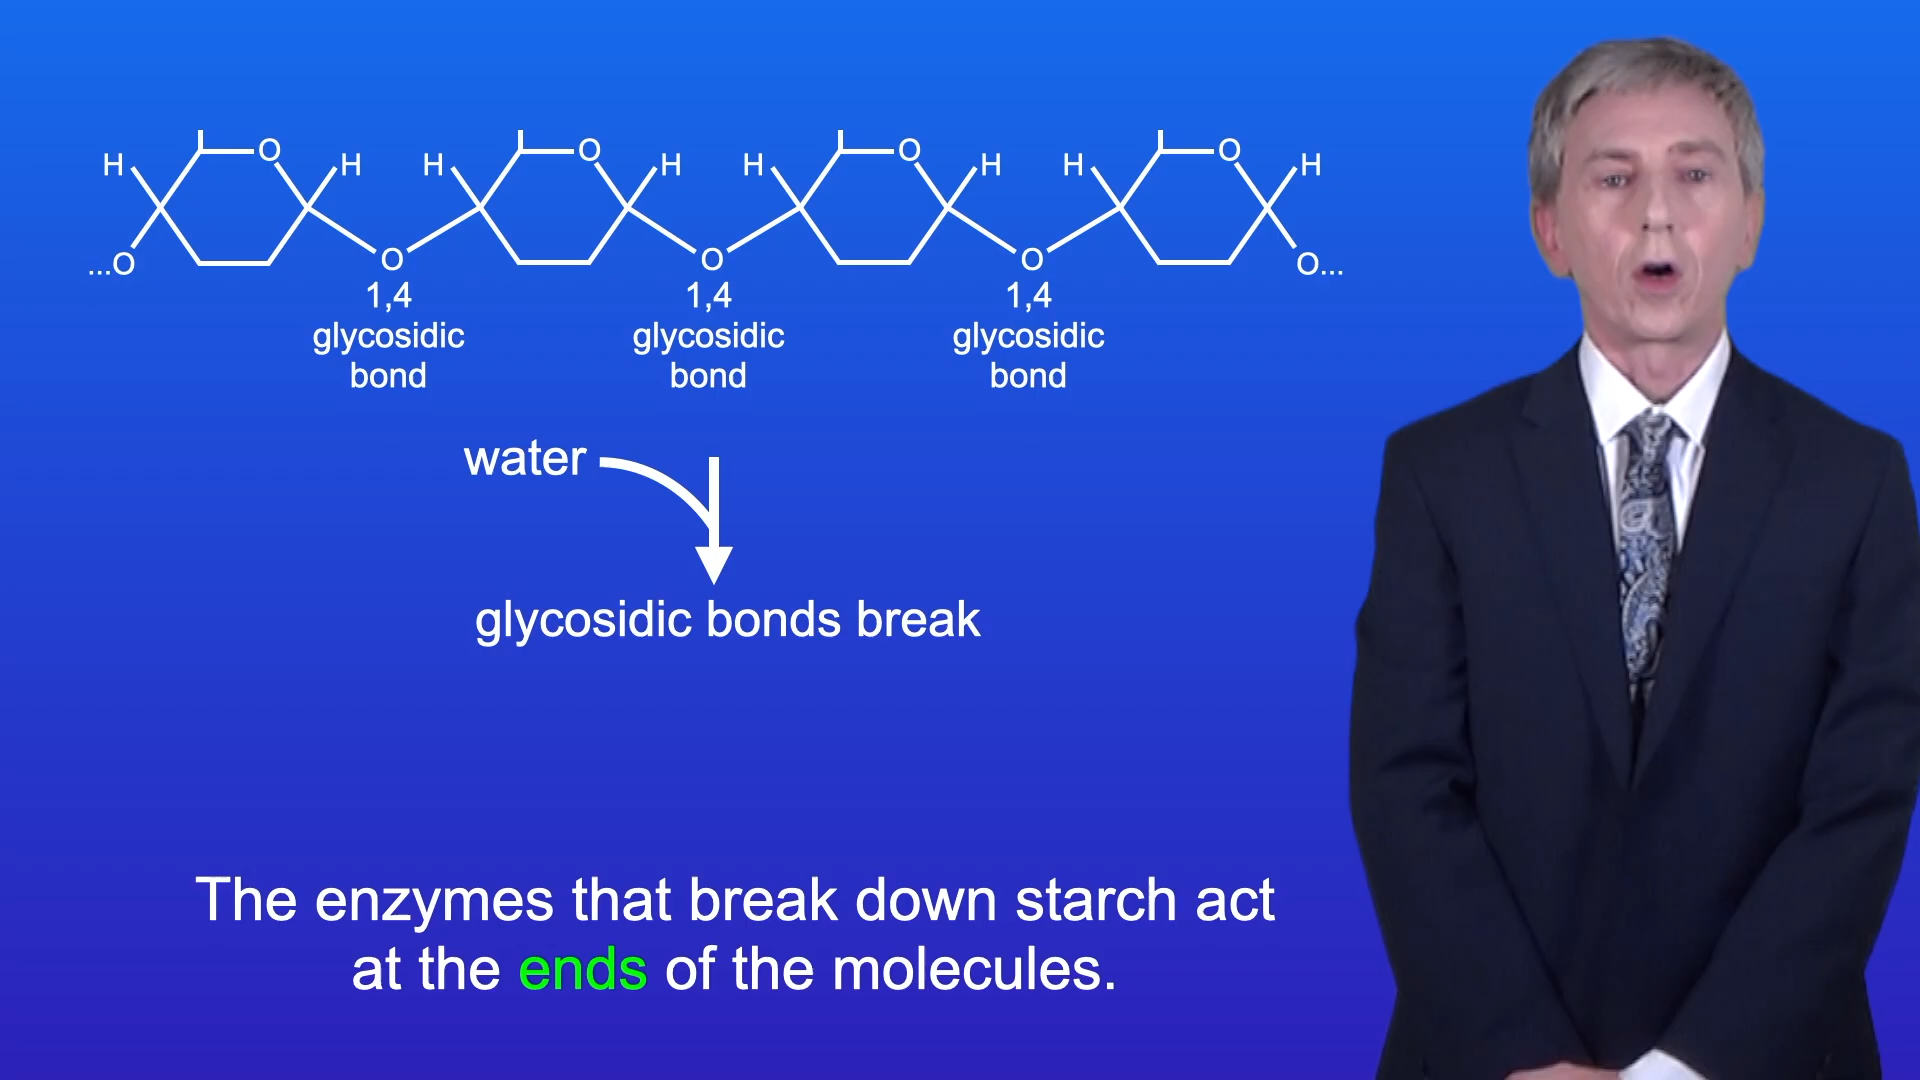 H O H H O H H O H H O H
...O O O O O...
1,4 1,4 1,4
glycosidic glycosidic glycosidic
bond bond bond
water
glycosidic bonds break
The enzymes that break down starch act
at the ends of the molecules.